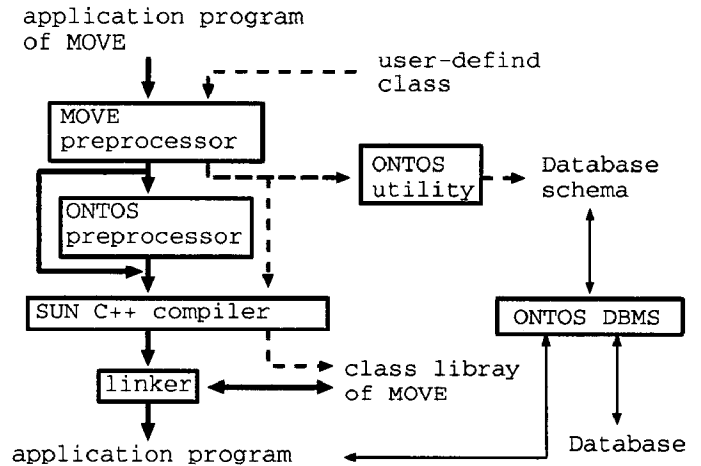 application program
of MOVE
user-defind
class
MOVE
preprocessor
ONTOS
utility
Database
schema
ONTOS
preprocessor
SUN C++ compiler
ONTOS DBMS
linker
class libray
of MOVE
application program
Database